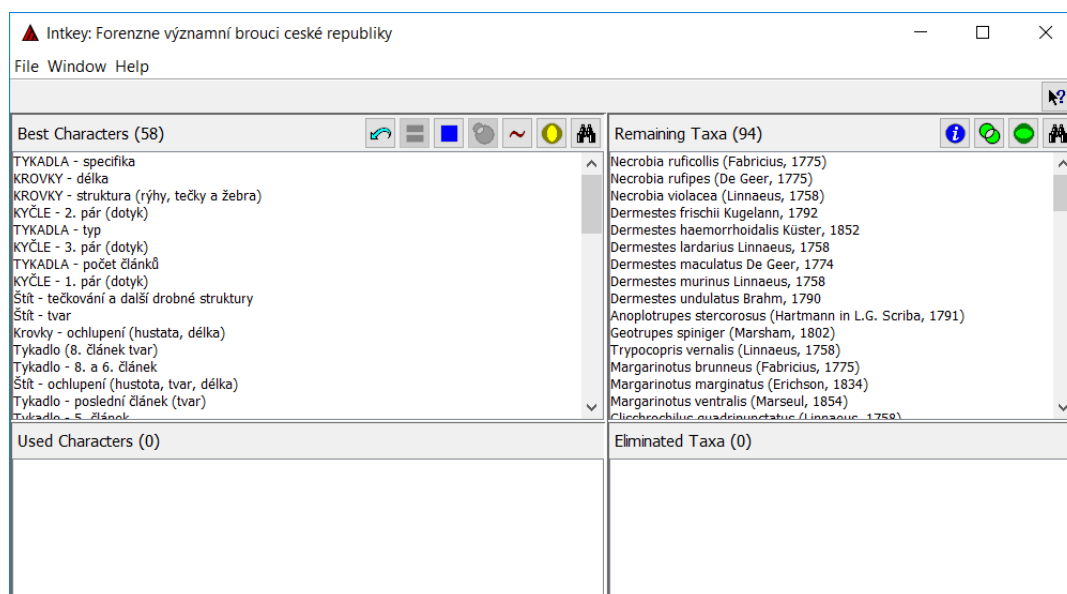 Intkey: Forenzne významní brouci ceské republiky
File Window Help
Best Characters (58)
TYKADLA - specifika
KROVKY - délka
KROVKY - struktura (rýhy, tečky a žebra)
KYČLE - 2. pár (dotyk)
TYKADLA - typ
KYČLE - 3. pár (dotyk)
TYKADLA - počet článků
KYČLE - 1. pár (dotyk)
Štít - tečkování a další drobné struktury
Štít - tvar
Krovky - ochlupení (hustata, délka)
Tykadlo (8. článek tvar)
Tykadlo - 8. a 6. článek
Štít - ochlupení (hustota, tvar, délka)
Tykadlo - poslední článek (tvar)
Tykadlo - 5. článek
Remaining Taxa (94)
Necrobia ruficollis (Fabricius, 1775)
Necrobia rufipes (De Geer, 1775)
Necrobia violacea (Linnaeus, 1758)
Dermestes frischii Kugelann, 1792
Dermestes haemorrhoidalis Küster, 1852
Dermestes lardarius Linnaeus, 1758
Dermestes maculatus De Geer, 1774
Dermestes murinus Linnaeus, 1758
Dermestes undulatus Brahm, 1790
Anoplotrupes stercorosus (Hartmann in L.G. Scriba, 1791)
Geotrupes spiniger (Marsham, 1802)
Trypocopris vernalis (Linnaeus, 1758)
Margarinotus brunneus (Fabricius, 1775)
Margarinotus marginatus (Erichson, 1834)
Margarinotus ventralis (Marseul, 1854)
Glischrochilus quadripunctatus (Linnaeus, 1758)
Used Characters (0)
Eliminated Taxa (0)